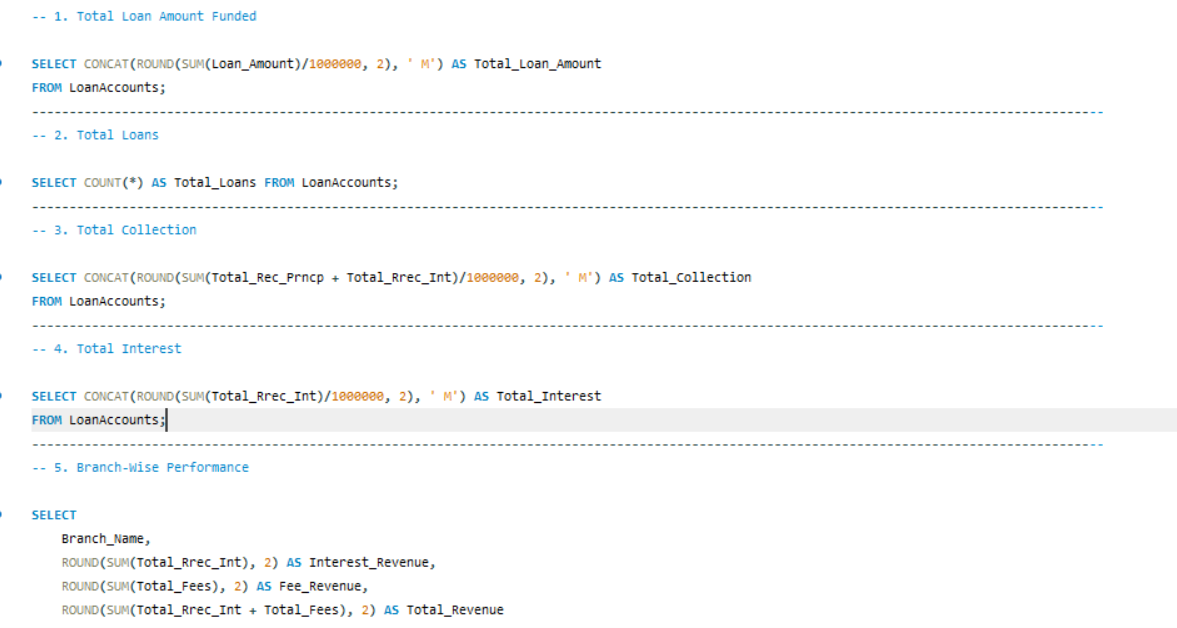 -- 1. Total Loan Amount Funded
SELECT CONCAT(ROUND(SUM(Loan_Amount)/1000000, 2), ' M') AS Total_Loan_Amount
FROM LoanAccounts;
------------------------------------------------------------------------------------------------------------------------------------------------
-- 2. Total Loans
SELECT COUNT(*) AS Total_Loans FROM LoanAccounts;
------------------------------------------------------------------------------------------------------------------------------------------------
-- 3. Total Collection
SELECT CONCAT(ROUND(SUM(Total_Rec_Prncp + Total_Rrec_Int)/1000000, 2), ' M') AS Total_Collection
FROM LoanAccounts;
------------------------------------------------------------------------------------------------------------------------------------------------
-- 4. Total Interest
SELECT CONCAT(ROUND(SUM(Total_Rrec_Int)/1000000, 2), ' M') AS Total_Interest
FROM LoanAccounts;
------------------------------------------------------------------------------------------------------------------------------------------------
-- 5. Branch-Wise Performance
SELECT
Branch_Name,
ROUND(SUM(Total_Rrec_Int), 2) AS Interest_Revenue,
ROUND(SUM(Total_Fees), 2) AS Fee_Revenue,
ROUND(SUM(Total_Rrec_Int + Total_Fees), 2) AS Total_Revenue